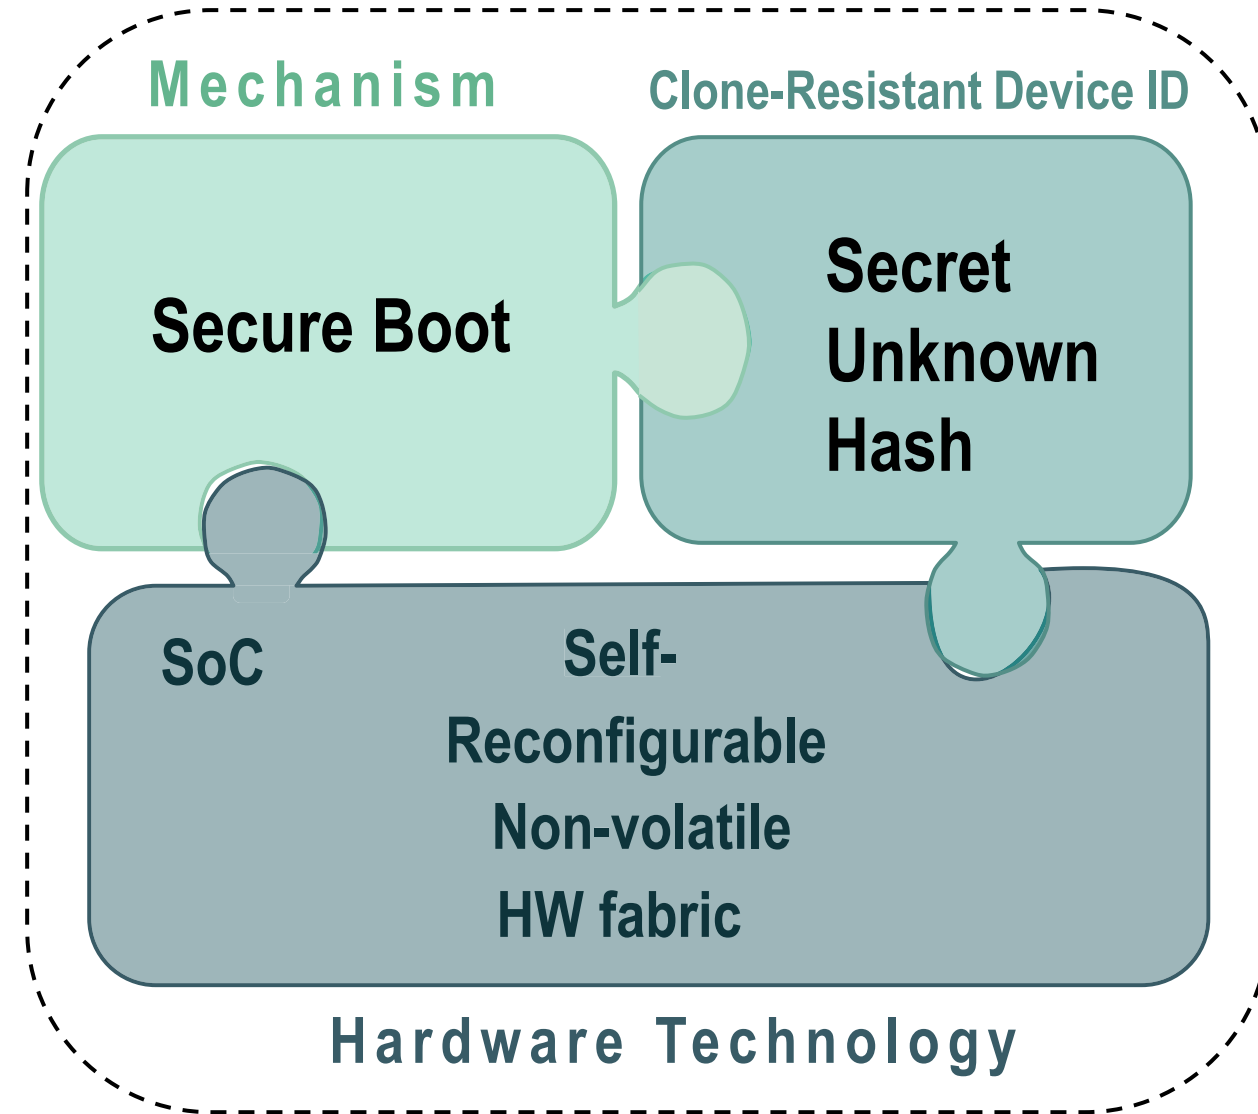 Mechanism
Clone-Resistant Device ID
Secure Boot
Secret
Unknown
Hash
SoC
Self-
Reconfigurable
Non-volatile
HW fabric
Hardware Technology